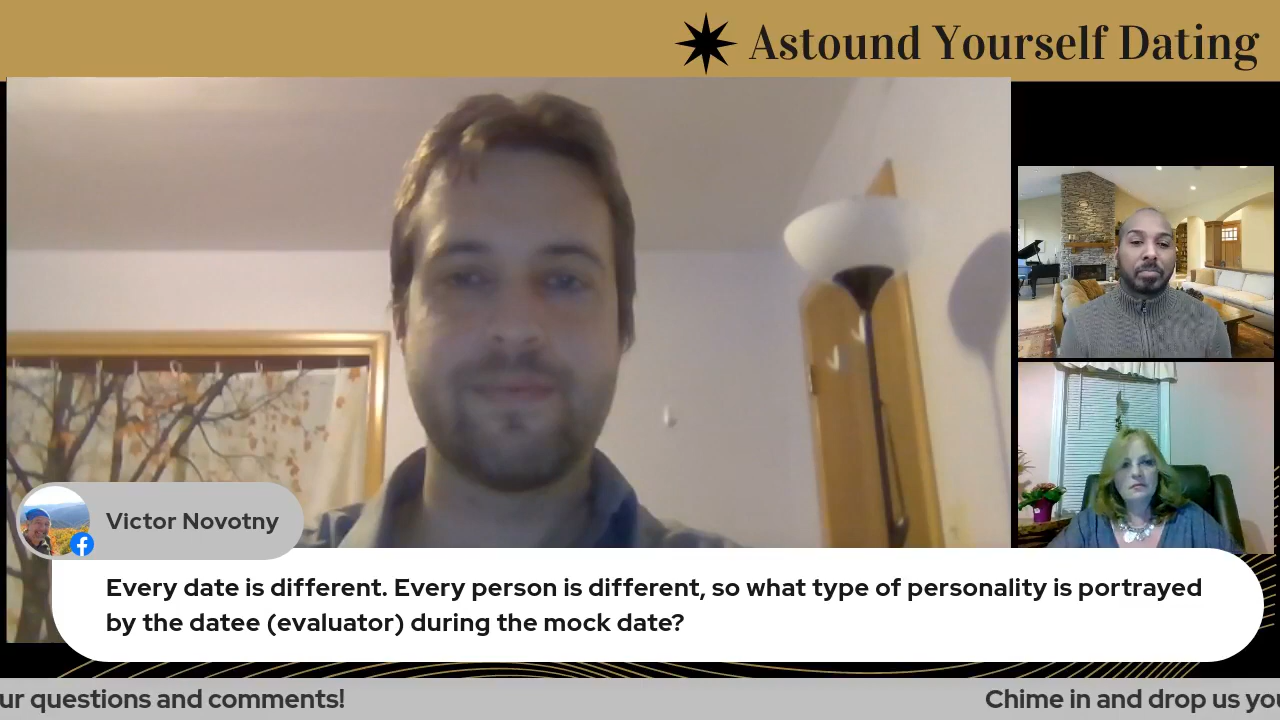 Astound Yourself Dating
Victor Novotny
Every date is different. Every person is different, so what type of personality is portrayed
by the datee (evaluator) during the mock date?
ur questions and comments!
Chime in and drop us you